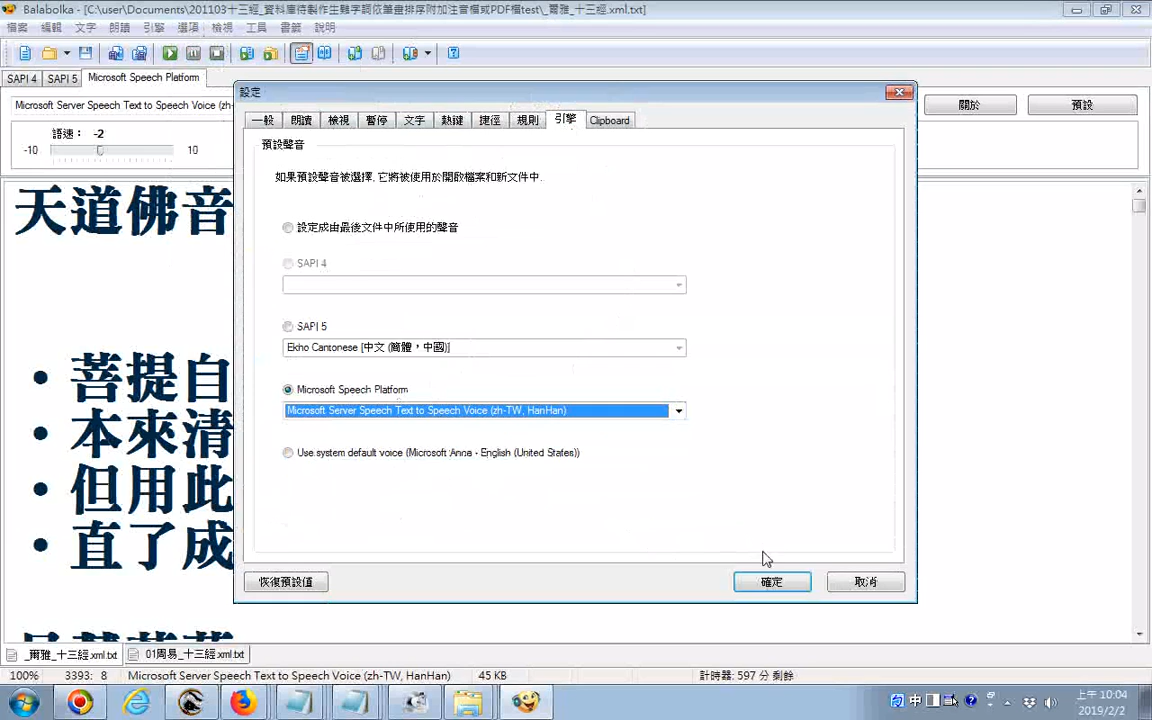 Balabolka - [C:\user\Documents\201103十三經_資料庫待製作生難字詞依筆畫排序附加注音檔或PDF檔test\_爾雅_十三經.xml.txt]
檔案 編輯 文字 朗讀 引擎 選項 檢視 工具 書籤 說明
SAPI 4 SAPI 5 Microsoft Speech Platform
Microsoft Server Speech Text to Speech Voice (zh-
關於 預設
語速： -2
-10 10
設定
一般 朗讀 檢視 暫停 文字 熱鍵 捷徑 規則 引擎 Clipboard
預設聲音
如果預設聲音被選擇, 它將被使用於開啟檔案和新文件中.
設定成由最後文件中所使用的聲音
SAPI 4
SAPI 5
Ekho Cantonese [中文 (簡體，中國)]
Microsoft Speech Platform
Microsoft Server Speech Text to Speech Voice (zh-TW, HanHan)
Use system default voice (Microsoft Anna - English (United States))
恢復預設值 確定 取消
天道佛音
• 菩提自
• 本來清
• 但用此
• 直了成
_爾雅_十三經.xml.txt 01周易_十三經.xml.txt
100% 3393: 8 Microsoft Server Speech Text to Speech Voice (zh-TW, HanHan) 45 KB 計時器: 597 分 剩餘
中
上午 10:04
2019/2/2